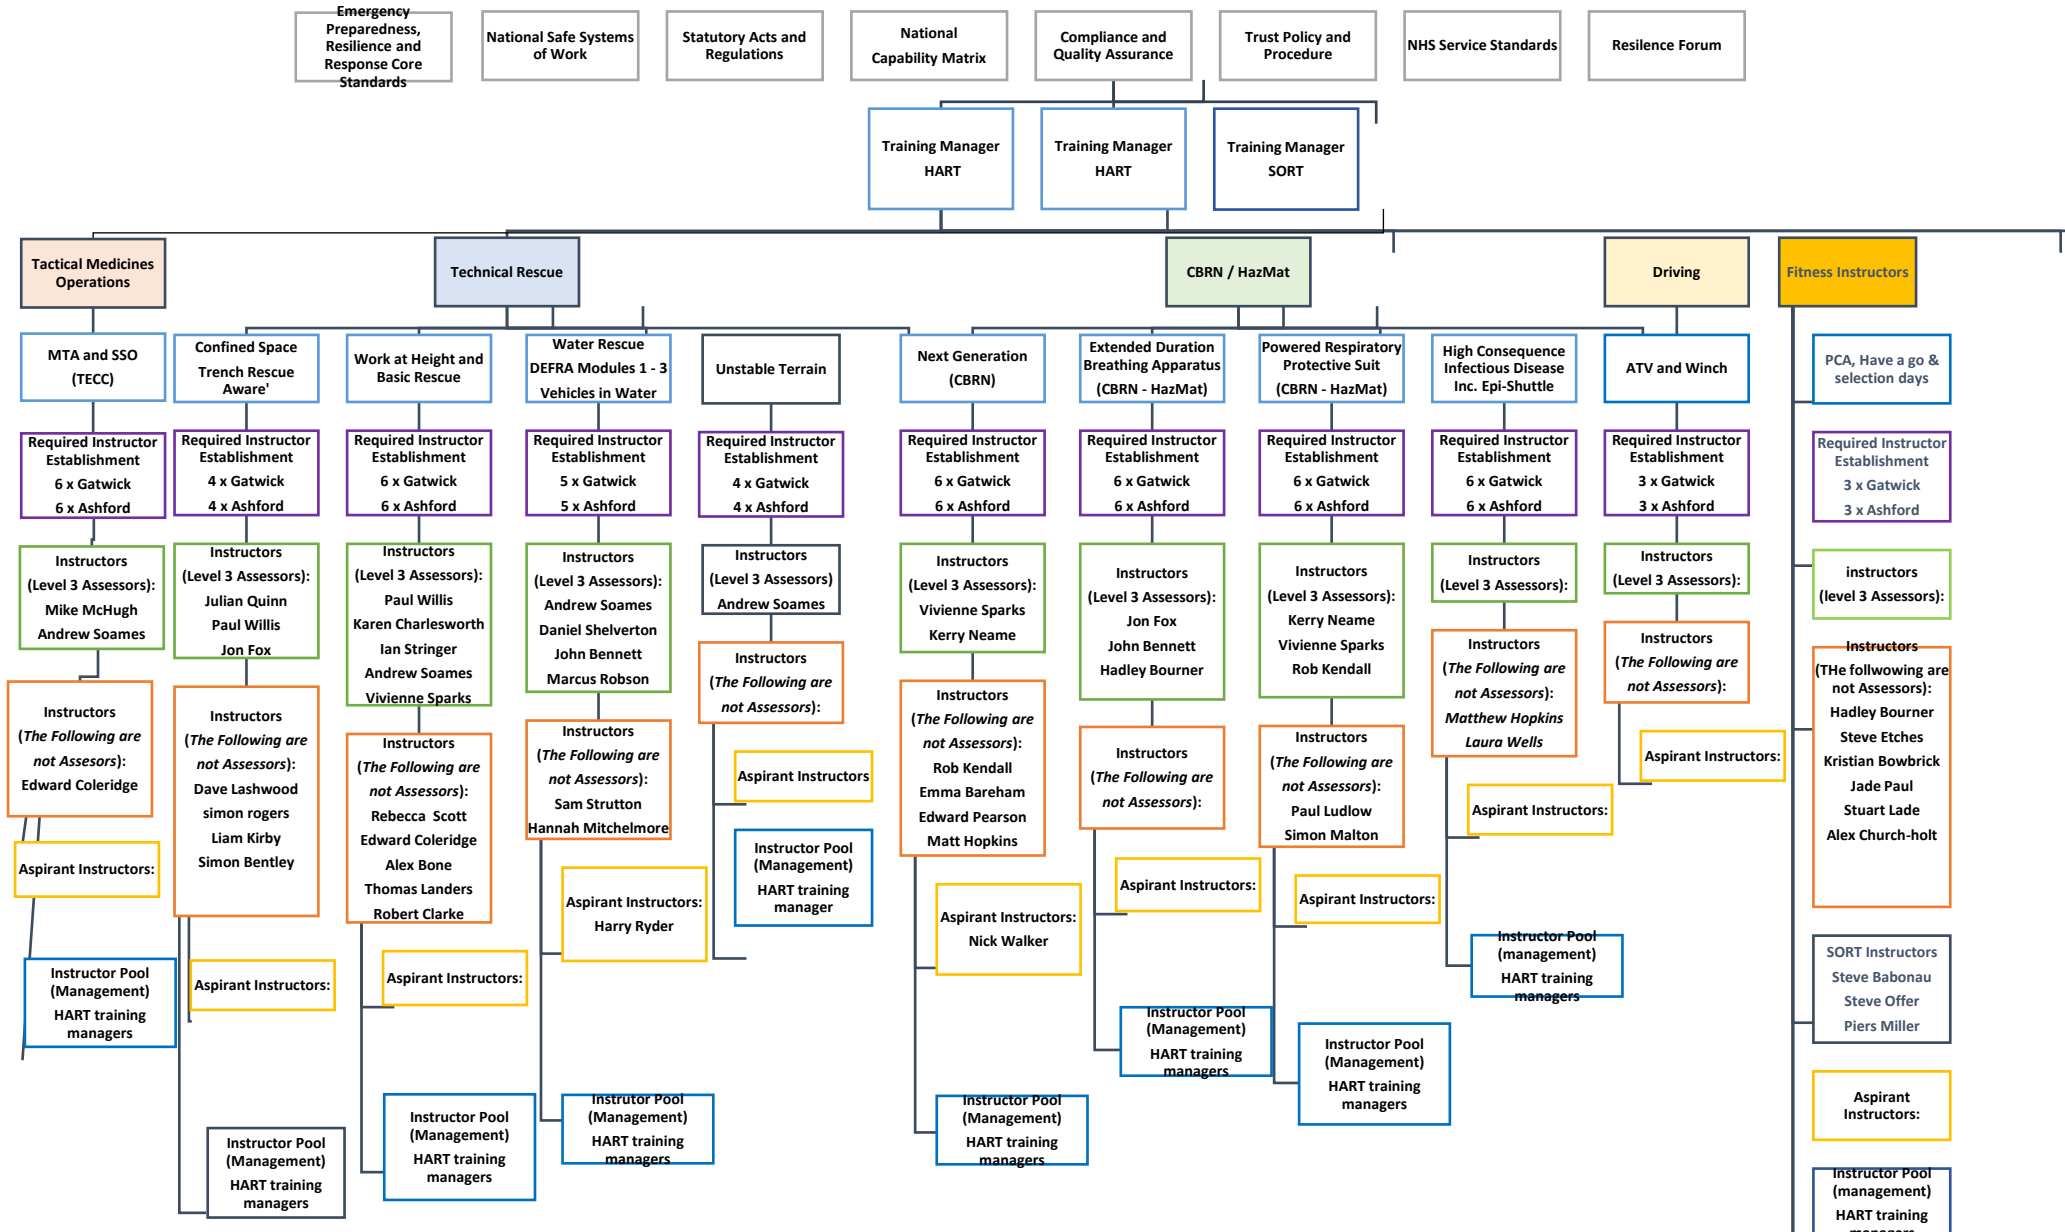 Emergency
Preparedness,
Resilience and
Response Core
Standards
National Safe Systems
of Work
Statutory Acts and
Regulations
National
Capability Matrix
Compliance and
Quality Assurance
Trust Policy and
Procedure
NHS Service Standards
Resilence Forum
Training Manager
HART
Training Manager
HART
Training Manager
SORT
Tactical Medicines
Operations
Technical Rescue
CBRN / HazMat
Driving
Fitness Instructors
MTA and SSO
(TECC)
Required Instructor
Establishment
6 x Gatwick
6 x Ashford
Instructors
(Level 3 Assessors):
Mike McHugh
Andrew Soames
Instructors
(The Following are
not Assesors):
Edward Coleridge
Aspirant Instructors:
Instructor Pool
(Management)
HART training
managers
Confined Space
Trench Rescue
Aware'
Required Instructor
Establishment
4 x Gatwick
4 x Ashford
Instructors
(Level 3 Assessors):
Julian Quinn
Paul Willis
Jon Fox
Instructors
(The Following are
not Assessors):
Dave Lashwood
simon rogers
Liam Kirby
Simon Bentley
Aspirant Instructors:
Instructor Pool
(Management)
HART training
managers
Work at Height and
Basic Rescue
Required Instructor
Establishment
6 x Gatwick
6 x Ashford
Instructors
(Level 3 Assessors):
Paul Willis
Karen Charlesworth
Ian Stringer
Andrew Soames
Vivienne Sparks
Instructors
(The Following are
not Assessors):
Rebecca  Scott
Edward Coleridge
Alex Bone
Thomas Landers
Robert Clarke
Aspirant Instructors:
Instructor Pool
(Management)
HART training
managers
Water Rescue
DEFRA Modules 1 - 3
Vehicles in Water
Required Instructor
Establishment
5 x Gatwick
5 x Ashford
Instructors
(Level 3 Assessors):
Andrew Soames
Daniel Shelverton
John Bennett
Marcus Robson
Instructors
(The Following are
not Assessors):
Sam Strutton
Hannah Mitchelmore
Aspirant Instructors:
Harry Ryder
Instrutor Pool
(Management)
HART training
managers
Unstable Terrain
Required Instructor
Establishment
4 x Gatwick
4 x Ashford
Instructors
(Level 3 Assessors)
Andrew Soames
Instructors
(The Following are
not Assessors):
Aspirant Instructors
Instructor Pool
(Management)
HART training
manager
Next Generation
(CBRN)
Required Instructor
Establishment
6 x Gatwick
6 x Ashford
Instructors
(Level 3 Assessors):
Vivienne Sparks
Kerry Neame
Instructors
(The Following are
not Assessors):
Rob Kendall
Emma Bareham
Edward Pearson
Matt Hopkins
Aspirant Instructors:
Nick Walker
Instructor Pool
(Management)
HART training
managers
Extended Duration
Breathing Apparatus
(CBRN - HazMat)
Required Instructor
Establishment
6 x Gatwick
6 x Ashford
Instructors
(Level 3 Assessors):
Jon Fox
John Bennett
Hadley Bourner
Instructors
(The Following are
not Assessors):
Aspirant Instructors:
Instructor Pool
(Management)
HART training
managers
Powered Respiratory
Protective Suit
(CBRN - HazMat)
Required Instructor
Establishment
6 x Gatwick
6 x Ashford
Instructors
(Level 3 Assessors):
Kerry Neame
Vivienne Sparks
Rob Kendall
Instructors
(The Following are
not Assessors):
Paul Ludlow
Simon Malton
Aspirant Instructors:
Instructor Pool
(Management)
HART training
managers
High Consequence
Infectious Disease
Inc. Epi-Shuttle
Required Instructor
Establishment
6 x Gatwick
6 x Ashford
Instructors
(Level 3 Assessors):
Instructors
(The Following are
not Assessors):
Matthew Hopkins
Laura Wells
Aspirant Instructors:
Instructor Pool
(management)
HART training
managers
ATV and Winch
Required Instructor
Establishment
3 x Gatwick
3 x Ashford
Instructors
(Level 3 Assessors):
Instructors
(The Following are
not Assessors):
Aspirant Instructors:
PCA, Have a go &
selection days
Required Instructor
Establishment
3 x Gatwick
3 x Ashford
instructors
(level 3 Assessors):
Instructors
(THe follwowing are
not Assessors):
Hadley Bourner
Steve Etches
Kristian Bowbrick
Jade Paul
Stuart Lade
Alex Church-holt
SORT Instructors
Steve Babonau
Steve Offer
Piers Miller
Aspirant
Instructors:
Instructor Pool
(management)
HART training
managers